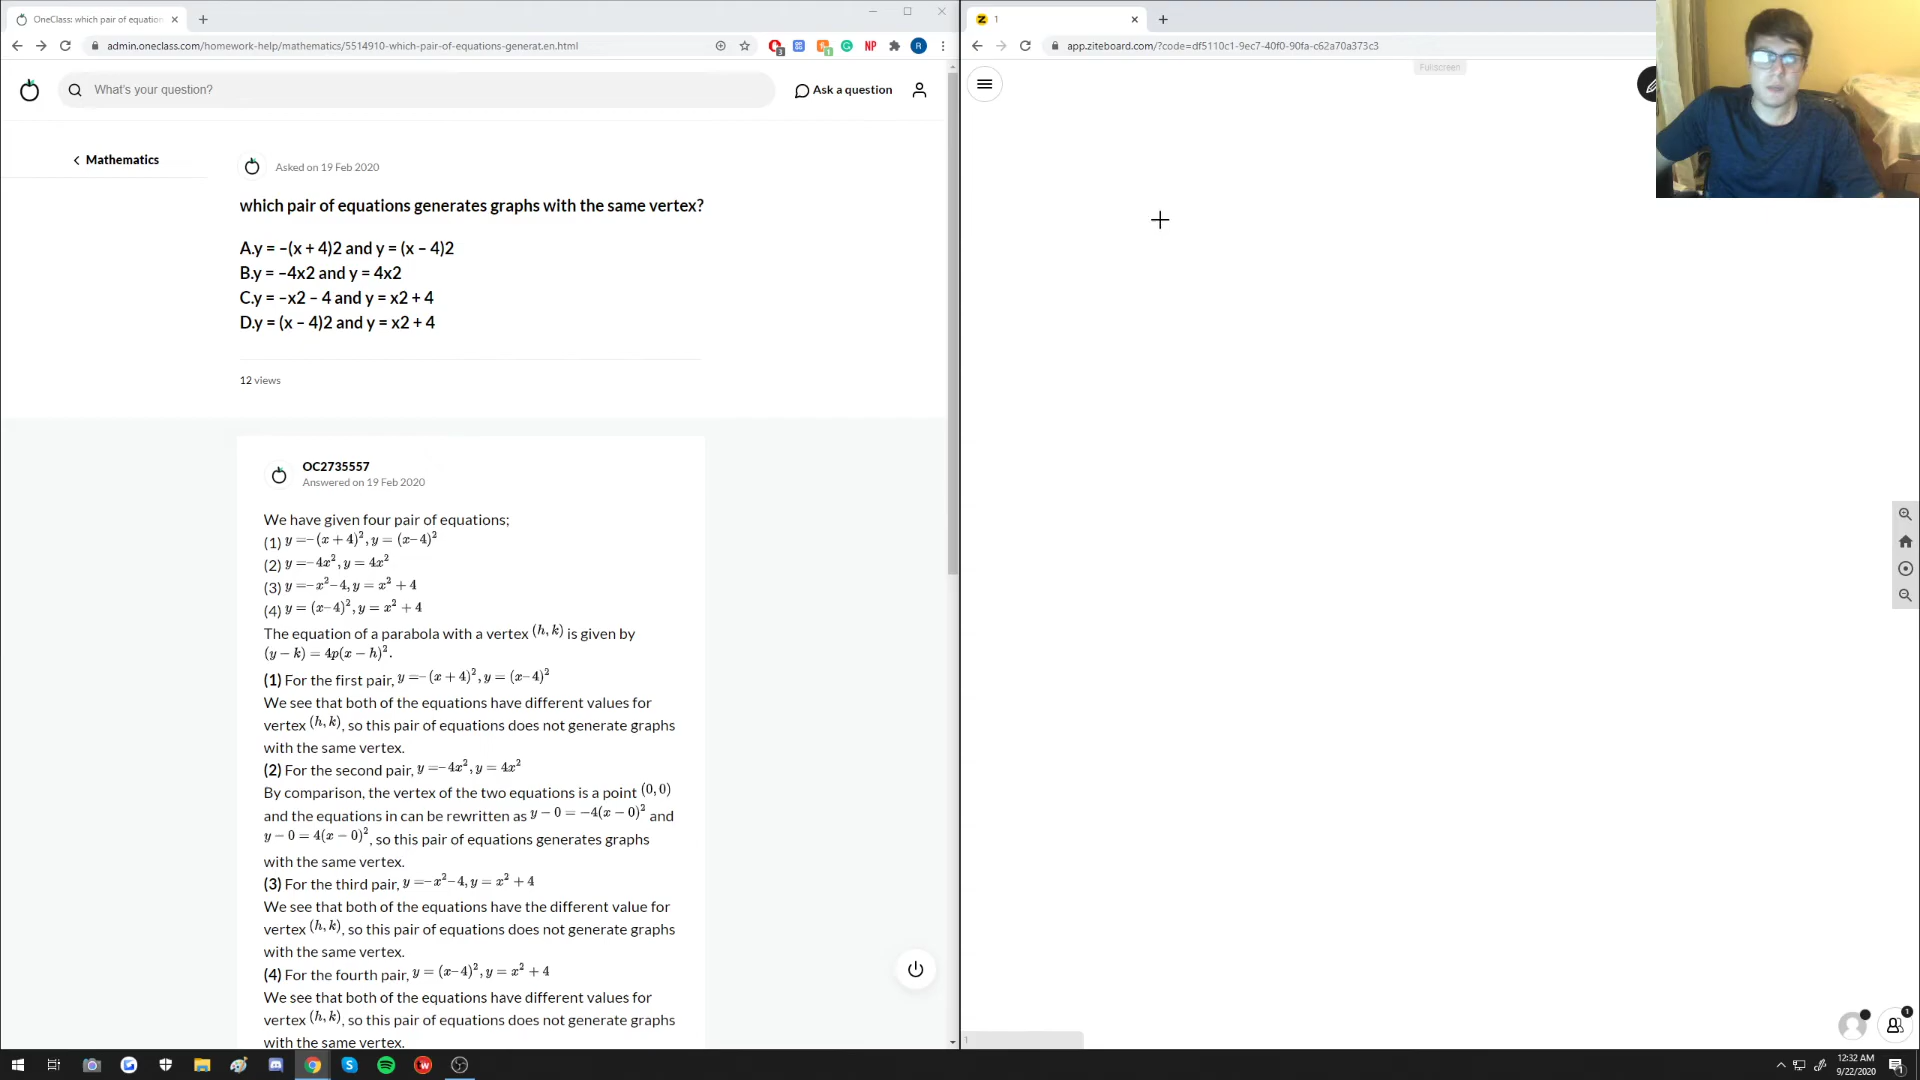 OneClass: which pair of equation
admin.oneclass.com/homework-help/mathematics/5514910-which-pair-of-equations-generat.en.html
What's your question?
Ask a question
Mathematics
Asked on 19 Feb 2020
which pair of equations generates graphs with the same vertex?
A.y = –(x + 4)2 and y = (x – 4)2
B.y = –4x2 and y = 4x2
C.y = –x2 – 4 and y = x2 + 4
D.y = (x – 4)2 and y = x2 + 4
12 views
OC2735557
Answered on 19 Feb 2020
We have given four pair of equations;
(1) y =–(x + 4)², y = (x–4)²
(2) y =–4x², y = 4x²
(3) y =–x²–4, y = x² + 4
(4) y = (x–4)², y = x² + 4
The equation of a parabola with a vertex (h, k) is given by
(y − k) = 4p(x − h)².
(1) For the first pair, y =–(x + 4)², y = (x–4)²
We see that both of the equations have different values for
vertex (h, k), so this pair of equations does not generate graphs
with the same vertex.
(2) For the second pair, y =–4x², y = 4x²
By comparison, the vertex of the two equations is a point (0, 0)
and the equations in can be rewritten as y − 0 = −4(x − 0)² and
y − 0 = 4(x − 0)², so this pair of equations generates graphs
with the same vertex.
(3) For the third pair, y =–x²–4, y = x² + 4
We see that both of the equations have the different value for
vertex (h, k), so this pair of equations does not generate graphs
with the same vertex.
(4) For the fourth pair, y = (x–4)², y = x² + 4
We see that both of the equations have different values for
vertex (h, k), so this pair of equations does not generate graphs
with the same vertex.
1
app.ziteboard.com/?code=df5110c1-9ec7-40f0-90fa-c62a70a373c3
Fullscreen
1
1
12:32 AM
9/22/2020